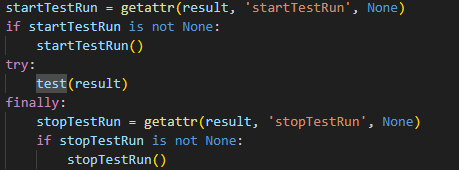 startTestRun = getattr(result, 'startTestRun', None)
if startTestRun is not None:
    startTestRun()
try:
    test(result)
finally:
    stopTestRun = getattr(result, 'stopTestRun', None)
    if stopTestRun is not None:
        stopTestRun()